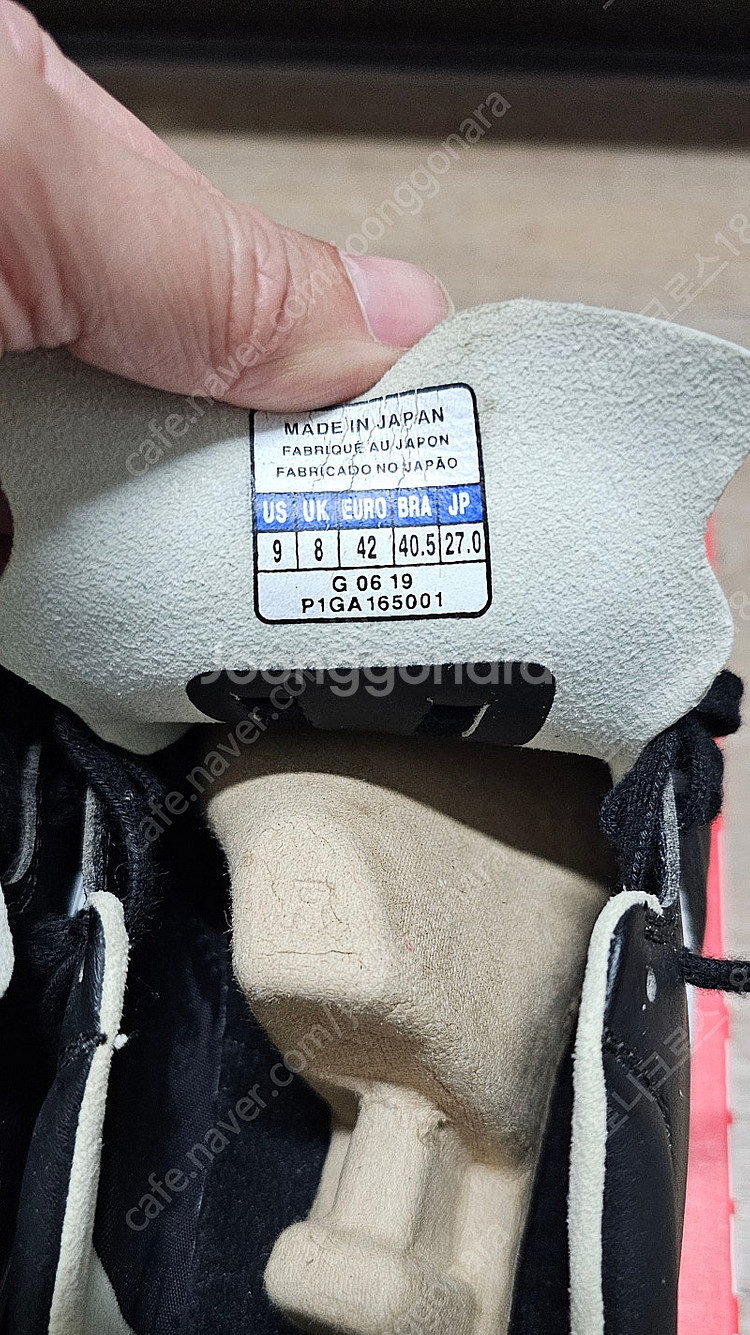 MADE IN JAPAN
FABRIQUÉ AU JAPON
FABRICADO NO JAPÃO
US UK EURO BRA JP
9 8 42 40.5 27.0
G 06 19
P1GA165001
Joonggonara
cafe.naver.com/joonggonara